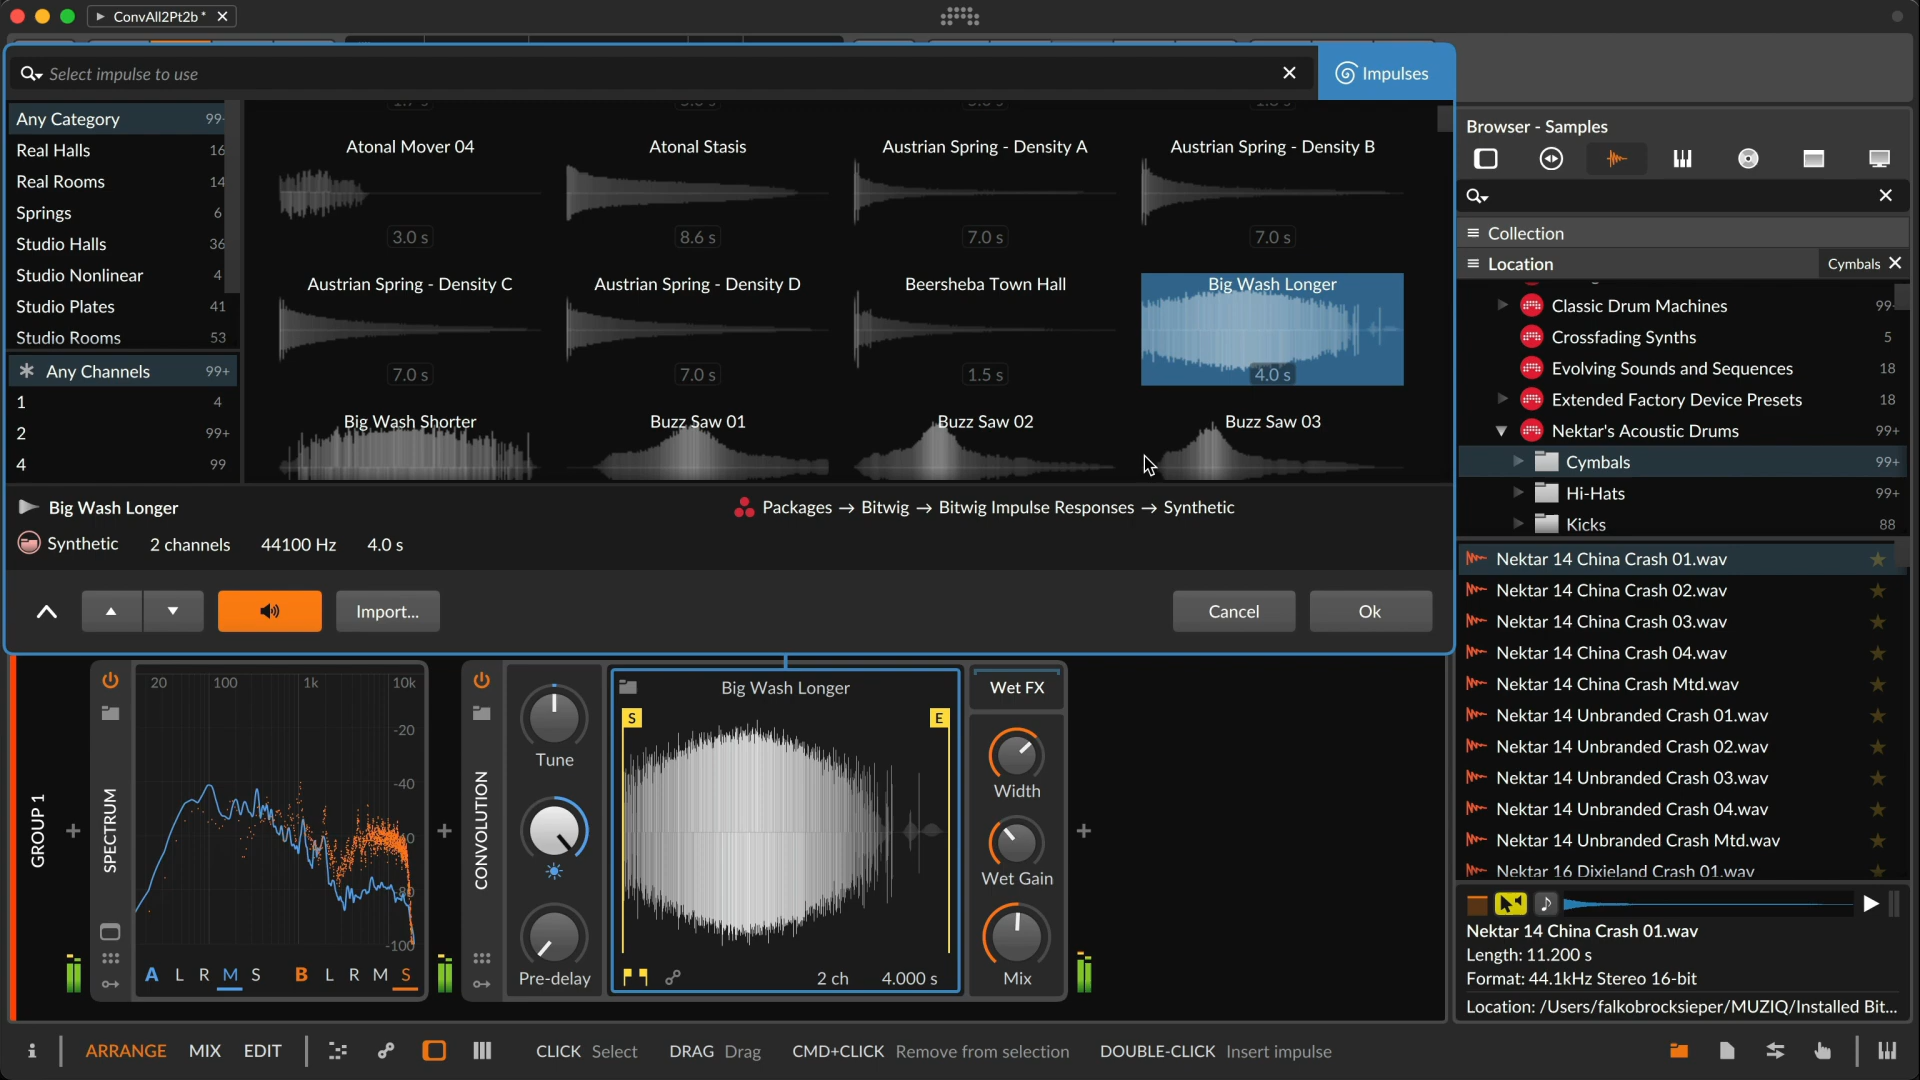 ConvAll2Pt2b*
Select impulse to use
Impulses
Any Category 99+
Real Halls 16
Real Rooms 14
Springs 6
Studio Halls 36
Studio Nonlinear 4
Studio Plates 41
Studio Rooms 53
Any Channels 99+
1 4
2 99+
4 99
Atonal Mover 04
3.0 s
Atonal Stasis
8.6 s
Austrian Spring - Density A
7.0 s
Austrian Spring - Density B
7.0 s
Austrian Spring - Density C
7.0 s
Austrian Spring - Density D
7.0 s
Beersheba Town Hall
1.5 s
Big Wash Longer
4.0 s
Big Wash Shorter
Buzz Saw 01
Buzz Saw 02
Buzz Saw 03
Big Wash Longer
Packages → Bitwig → Bitwig Impulse Responses → Synthetic
Synthetic 2 channels 44100 Hz 4.0 s
Import...
Cancel
Ok
Browser - Samples
Collection
Location
Cymbals
Classic Drum Machines 99+
Crossfading Synths 5
Evolving Sounds and Sequences 18
Extended Factory Device Presets 18
Nektar's Acoustic Drums 99+
Cymbals 99+
Hi-Hats 99+
Kicks 88
Nektar 14 China Crash 01.wav
Nektar 14 China Crash 02.wav
Nektar 14 China Crash 03.wav
Nektar 14 China Crash 04.wav
Nektar 14 China Crash Mtd.wav
Nektar 14 Unbranded Crash 01.wav
Nektar 14 Unbranded Crash 02.wav
Nektar 14 Unbranded Crash 03.wav
Nektar 14 Unbranded Crash 04.wav
Nektar 14 Unbranded Crash Mtd.wav
Nektar 16 Dixieland Crash 01.wav
Nektar 14 China Crash 01.wav
Length: 11.200 s
Format: 44.1kHz Stereo 16-bit
Location: /Users/falkobrocksieper/MUZIQ/Installed Bit...
GROUP 1
SPECTRUM
20 100 1k 10k
-20
-40
-80
-100
A L R M S B L R M S
CONVOLUTION
Tune
Pre-delay
Big Wash Longer
S
E
2 ch 4.000 s
Wet FX
Width
Wet Gain
Mix
ARRANGE MIX EDIT
CLICK Select DRAG Drag CMD+CLICK Remove from selection DOUBLE-CLICK Insert impulse